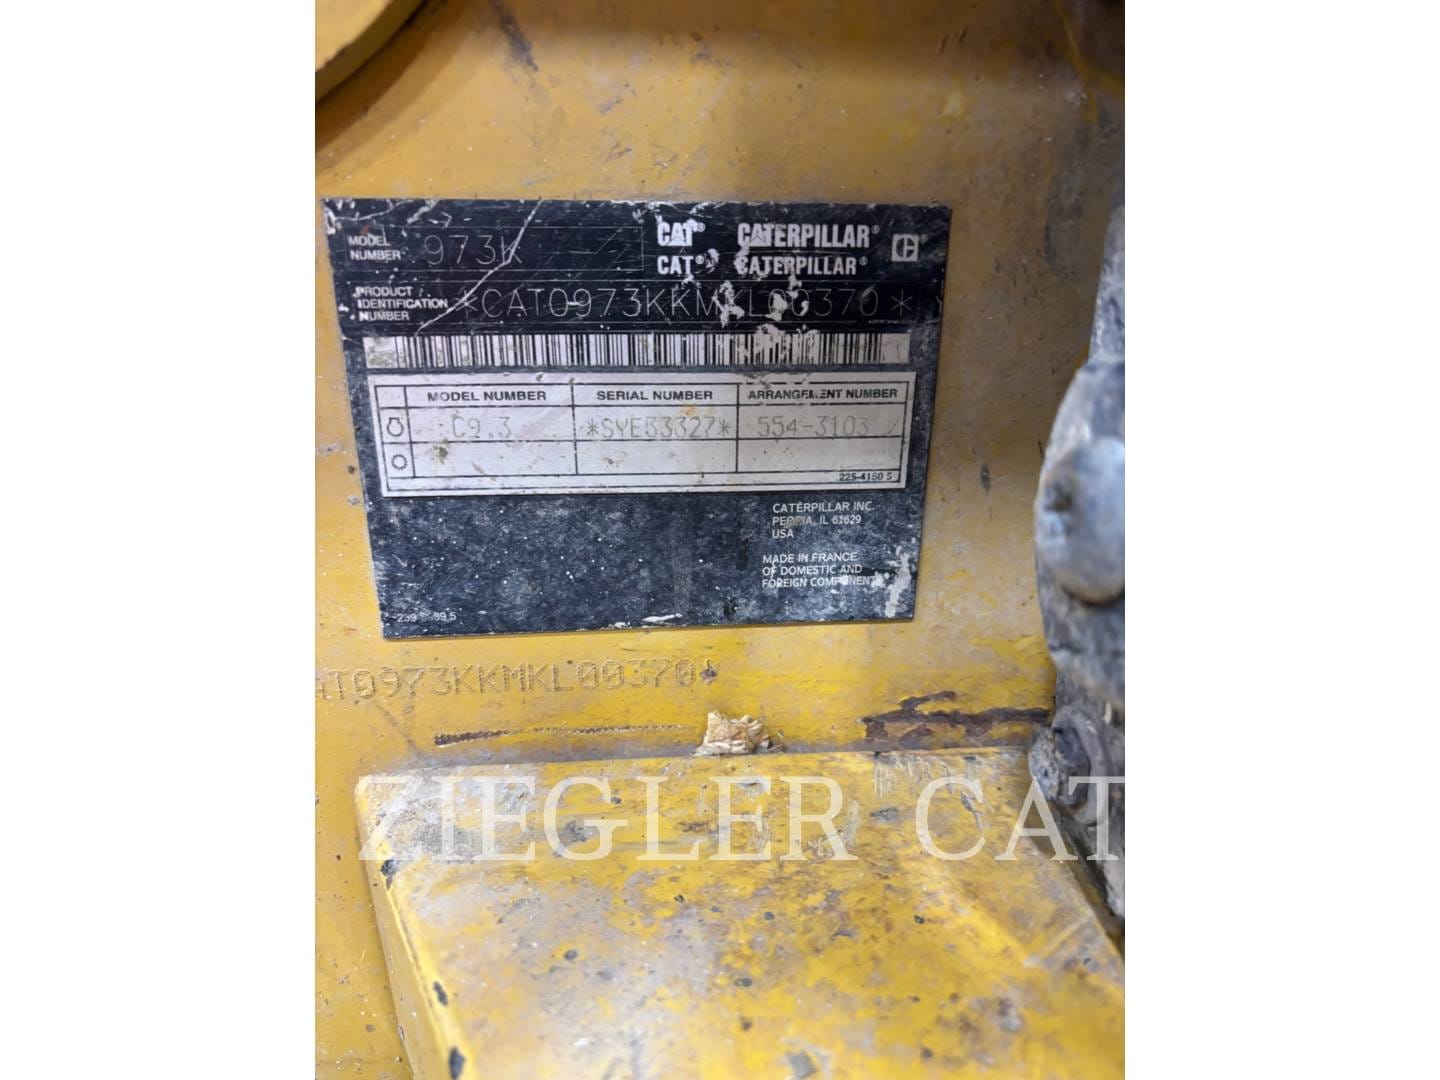 MODEL NUMBER 973K
CAT® CATERPILLAR®
CAT® CATERPILLAR®
PRODUCT IDENTIFICATION NUMBER *CAT0973KKMKL00370*
MODEL NUMBER SERIAL NUMBER ARRANGEMENT NUMBER
C9.3 *SYE33327* 554-3103
225-4150 5
CATERPILLAR INC.
PEORIA, IL 61629
USA
MADE IN FRANCE
OF DOMESTIC AND
FOREIGN COMPONENTS
AT0973KKMKL00370*
ZIEGLER CAT